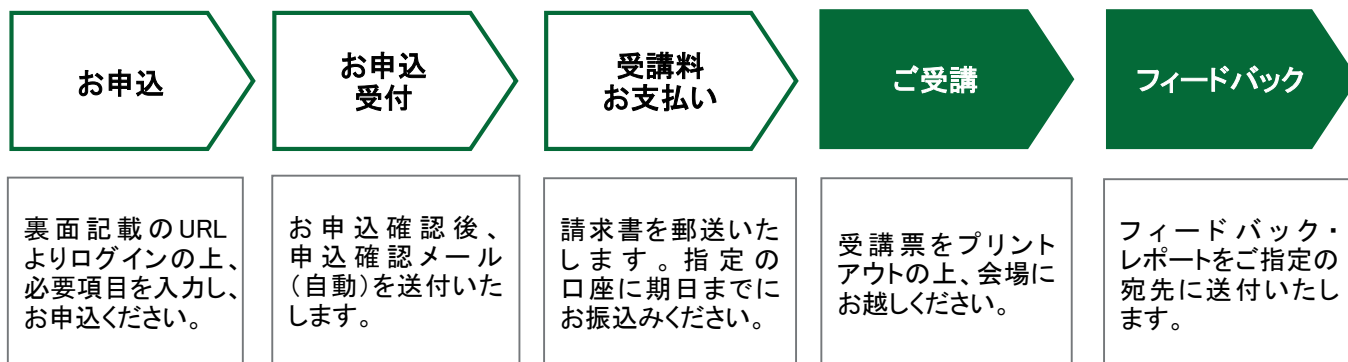 お申込
お申込
受付
受講料
お支払い
ご受講
フィードバック
裏面記載のURL
よりログインの上、
必要項目を入力し、
お申込ください。
お申込確認後、
申込確認メール
（自動）を送付いた
します。
請求書を郵送いた
します。指定の
口座に期日までに
お振込みください。
受講票をプリント
アウトの上、会場に
お越しください。
フィードバック・
レポートをご指定の
宛先に送付いたし
ます。